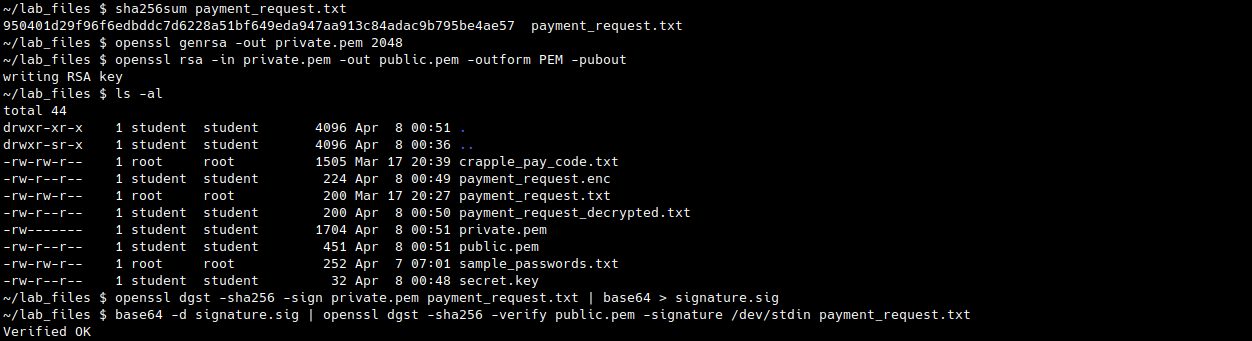 ~/lab_files $ sha256sum payment_request.txt
950401d29f96f6edbddc7d6228a51bf649eda947aa913c84adac9b795be4ae57  payment_request.txt
~/lab_files $ openssl genrsa -out private.pem 2048
~/lab_files $ openssl rsa -in private.pem -out public.pem -outform PEM -pubout
writing RSA key
~/lab_files $ ls -al
total 44
drwxr-xr-x    1 student  student       4096 Apr  8 00:51 .
drwxr-sr-x    1 student  student       4096 Apr  8 00:36 ..
-rw-rw-r--    1 root     root          1505 Mar 17 20:39 crapple_pay_code.txt
-rw-r--r--    1 student  student        224 Apr  8 00:49 payment_request.enc
-rw-rw-r--    1 root     root           200 Mar 17 20:27 payment_request.txt
-rw-r--r--    1 student  student        200 Apr  8 00:50 payment_request_decrypted.txt
-rw-------    1 student  student       1704 Apr  8 00:51 private.pem
-rw-r--r--    1 student  student        451 Apr  8 00:51 public.pem
-rw-rw-r--    1 root     root           252 Apr  7 07:01 sample_passwords.txt
-rw-r--r--    1 student  student         32 Apr  8 00:48 secret.key
~/lab_files $ openssl dgst -sha256 -sign private.pem payment_request.txt | base64 > signature.sig
~/lab_files $ base64 -d signature.sig | openssl dgst -sha256 -verify public.pem -signature /dev/stdin payment_request.txt
Verified OK